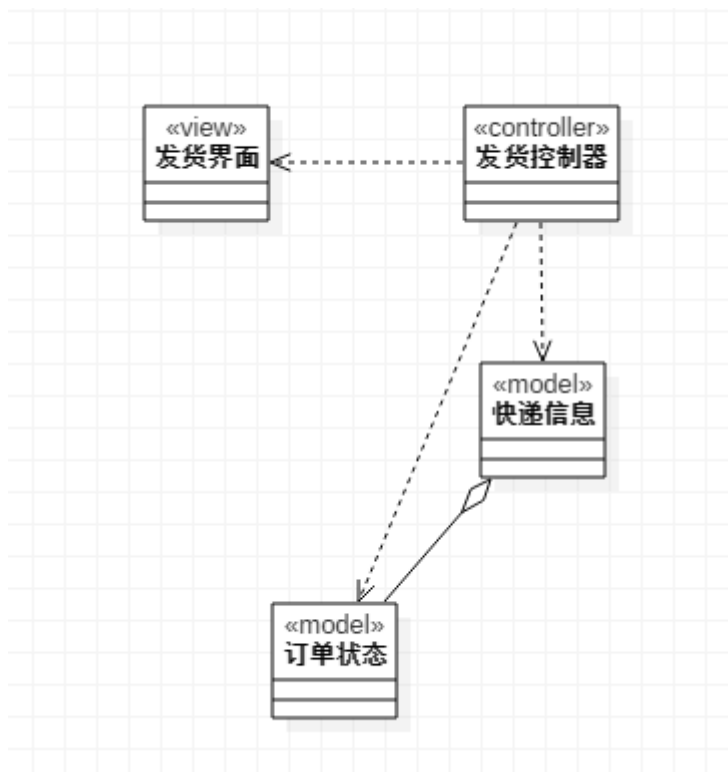 «view»
发货界面
«controller»
发货控制器
«model»
快递信息
«model»
订单状态